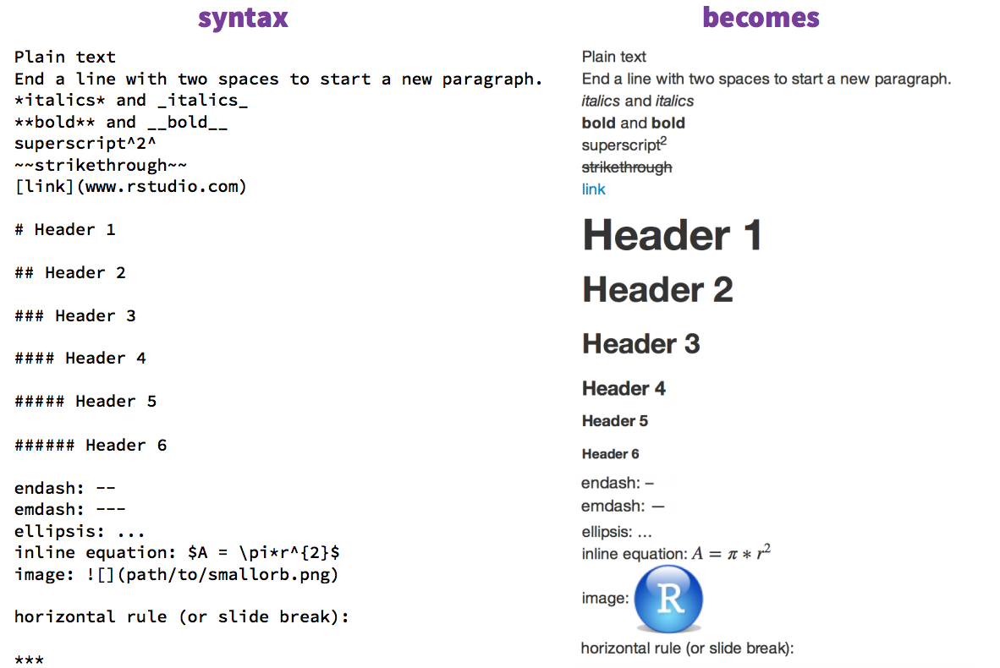 syntax
Plain text
End a line with two spaces to start a new paragraph.
*italics* and _italics_
**bold** and __bold__
superscript^2^
~~strikethrough~~
[link](www.rstudio.com)
# Header 1
## Header 2
### Header 3
#### Header 4
##### Header 5
###### Header 6
endash: --
emdash: ---
ellipsis: ...
inline equation: $A = \pi*r^{2}$
image: ![](path/to/smallorb.png)
horizontal rule (or slide break):
***
becomes
Plain text
End a line with two spaces to start a new paragraph.
italics and italics
bold and bold
superscript²
strikethrough
link
Header 1
Header 2
Header 3
Header 4
Header 5
Header 6
endash: –
emdash: —
ellipsis: …
inline equation: A = π ∗ r²
image: R
horizontal rule (or slide break):